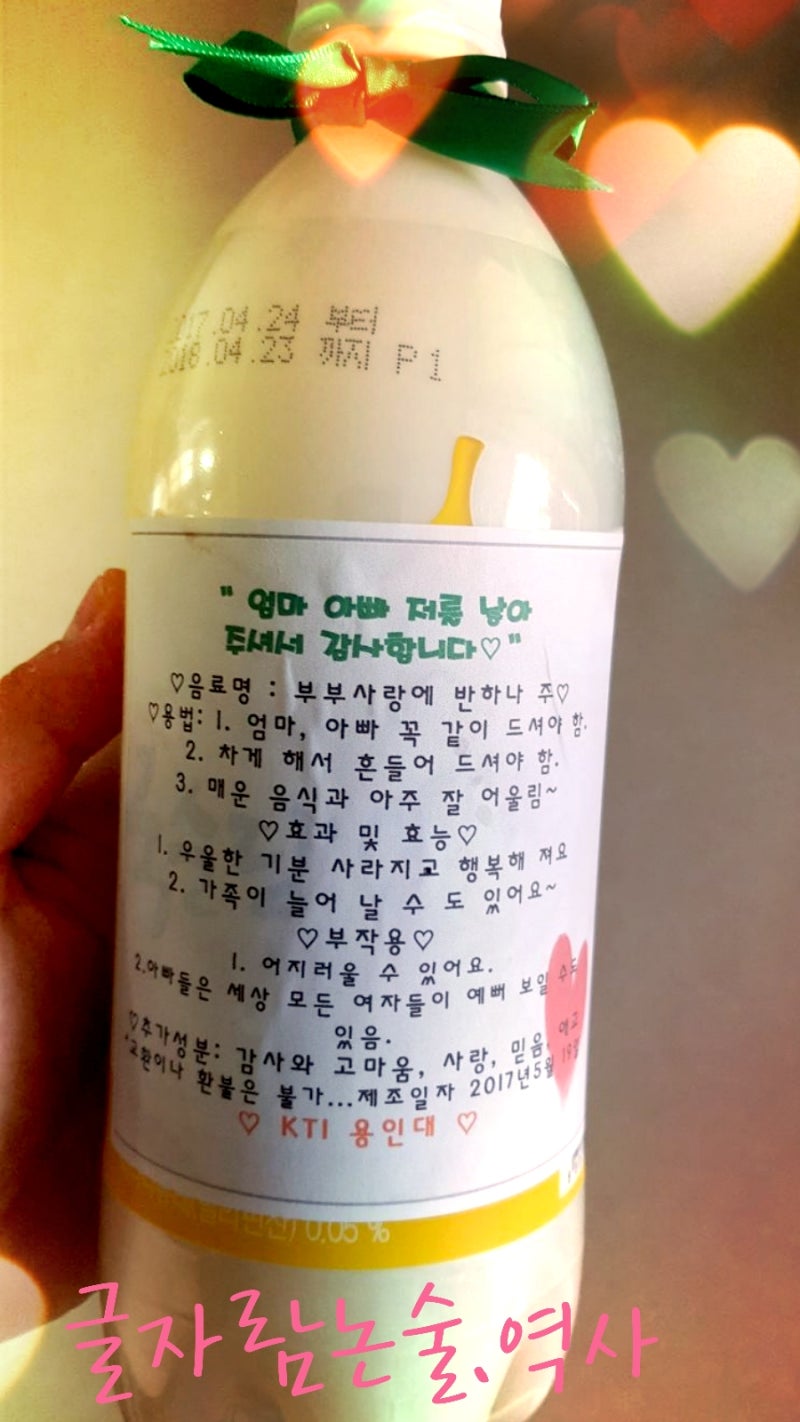 2017.04.24 부터
2018.04.23 까지 P1
" 엄마 아빠 저를 낳아
주셔서 감사합니다♡"
♡음료명 : 부부사랑에 반하나 주♡
♡용법: 1. 엄마, 아빠 꼭 같이 드셔야 함.
2. 차게 해서 흔들어 드셔야 함.
3. 매운 음식과 아주 잘 어울림~
♡효과 및 효능♡
1. 우울한 기분 사라지고 행복해 져요
2. 가족이 늘어 날 수 도 있어요~
♡부작용♡
1. 어지러울 수 있어요.
2.아빠들은 세상 모든 여자들이 예뻐 보일 수도
있음.
♡추가성분: 감사와 고마움, 사랑, 믿음, 애교
*교환이나 환불은 불가...제조일자 2017년5월 19일
♡ KTI 용인대 ♡
0.05 %
글자람논술.역사